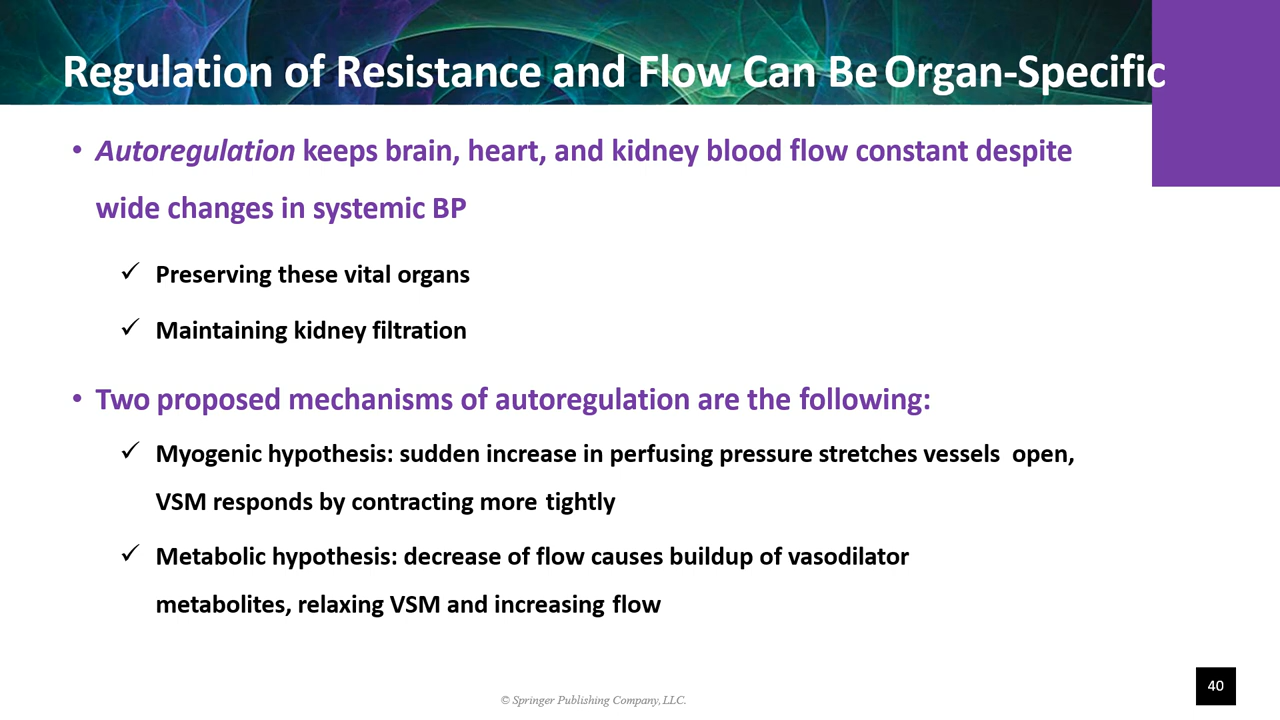 Regulation of Resistance and Flow Can Be Organ-Specific
• Autoregulation keeps brain, heart, and kidney blood flow constant despite
wide changes in systemic BP
✓ Preserving these vital organs
✓ Maintaining kidney filtration
• Two proposed mechanisms of autoregulation are the following:
✓ Myogenic hypothesis: sudden increase in perfusing pressure stretches vessels open,
VSM responds by contracting more tightly
✓ Metabolic hypothesis: decrease of flow causes buildup of vasodilator
metabolites, relaxing VSM and increasing flow
© Springer Publishing Company, LLC.
40